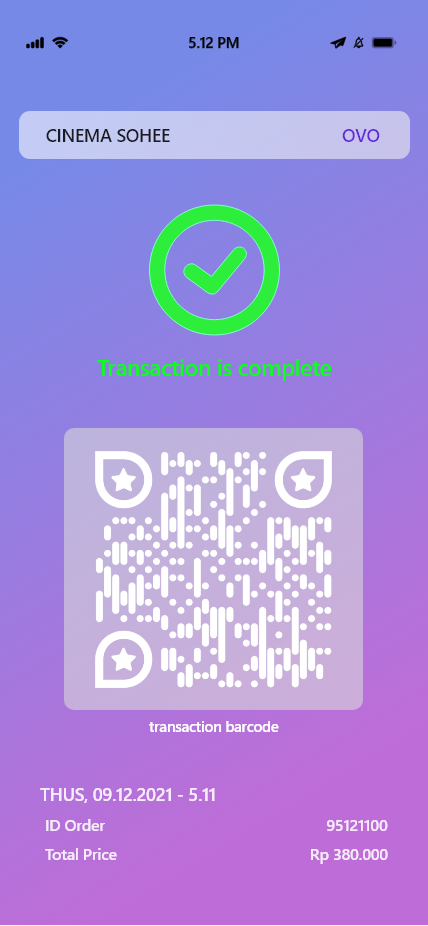 5.12 PM
CINEMA SOHEE OVO
Transaction is complete
transaction barcode
THUS, 09.12.2021 - 5.11
ID Order 95121100
Total Price Rp 380.000